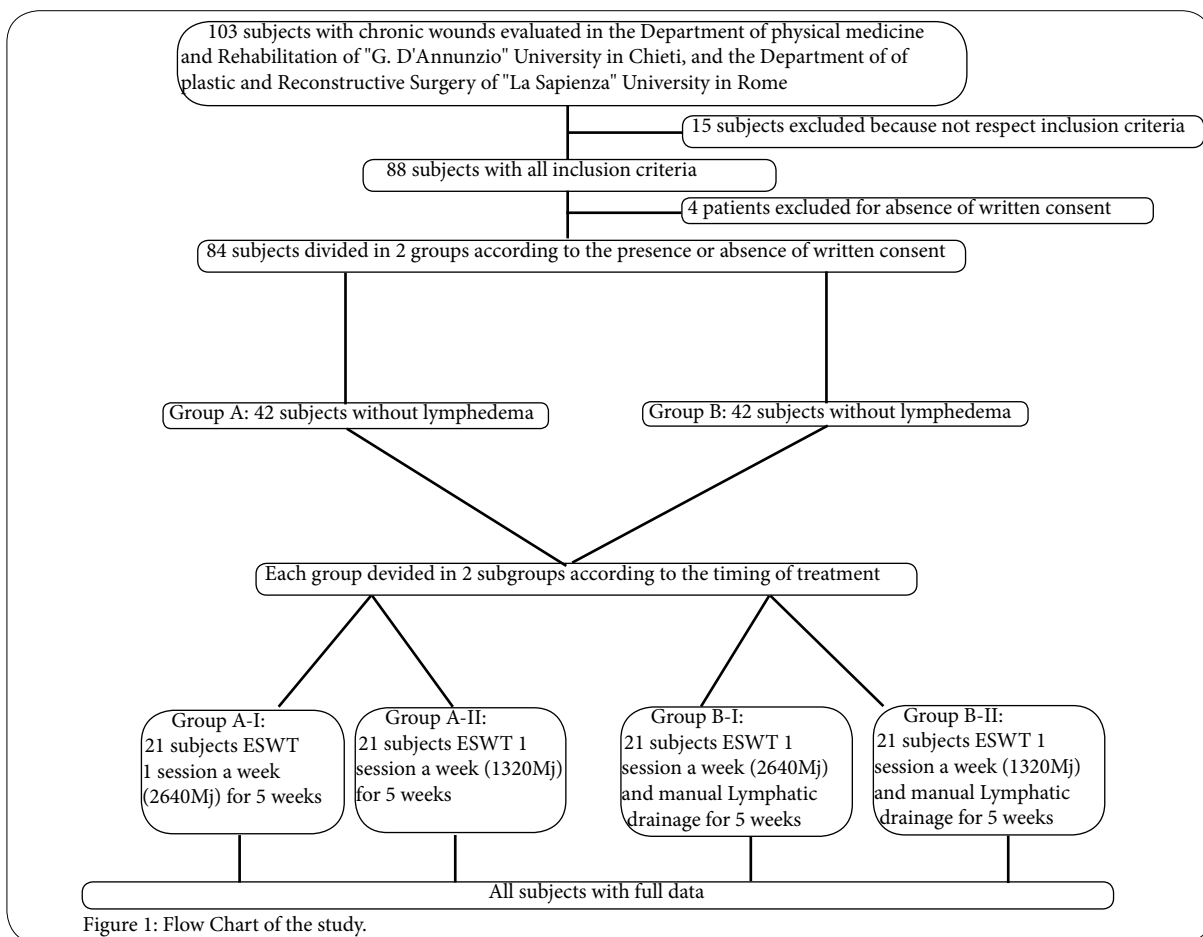 103 subjects with chronic wounds evaluated in the Department of physical medicine
and Rehabilitation of "G. D'Annunzio" University in Chieti, and the Department of of
plastic and Reconstructive Surgery of "La Sapienza" University in Rome
15 subjects excluded because not respect inclusion criteria
88 subjects with all inclusion criteria
4 patients excluded for absence of written consent
84 subjects divided in 2 groups according to the presence or absence of written consent
Group A: 42 subjects without lymphedema
Group B: 42 subjects without lymphedema
Each group devided in 2 subgroups according to the timing of treatment
Group A-I:
21 subjects ESWT
1 session a week
(2640Mj) for 5 weeks
Group A-II:
21 subjects ESWT 1
session a week (1320Mj)
for 5 weeks
Group B-I:
21 subjects ESWT 1
session a week (2640Mj)
and manual Lymphatic
drainage for 5 weeks
Group B-II:
21 subjects ESWT 1
session a week (1320Mj)
and manual Lymphatic
drainage for 5 weeks
All subjects with full data
Figure 1: Flow Chart of the study.